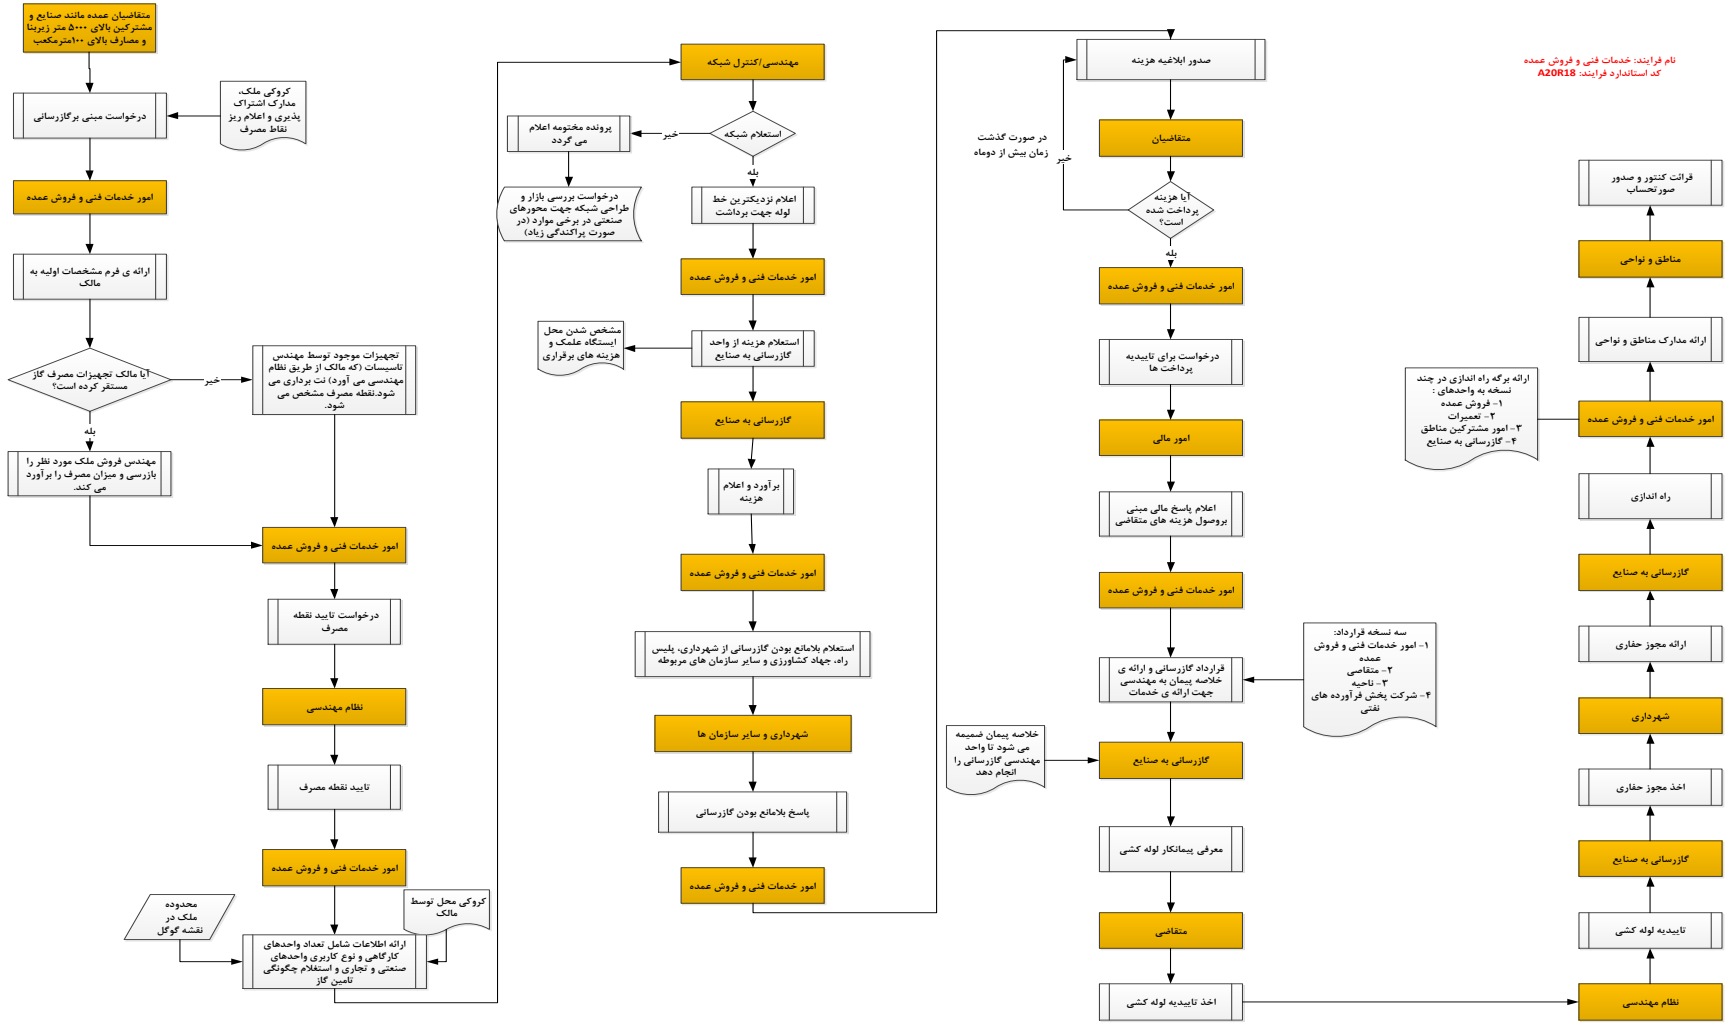 نام فرایند: خدمات فنی و فروش عمده
کد استاندارد فرایند: A20R18
متقاضیان عمده مانند صنایع و
مشترکین بالای ۵۰۰۰ متر زیربنا
و مصارف بالای ۱۰۰مترمکعب
کروکی ملک،
مدارک اشتراک
پذیری و اعلام ریز
نقاط مصرف
درخواست مبنی برگازرسانی
امور خدمات فنی و فروش عمده
ارائه ی فرم مشخصات اولیه به
مالک
آیا مالک تجهیزات مصرف گاز
مستقر کرده است؟
خیر
تجهیزات موجود توسط مهندس
تاسیسات (که مالک از طریق نظام
مهندسی می آورد) نت برداری می
شود.نقطه مصرف مشخص می
شود.
بله
مهندس فروش ملک مورد نظر را
بازرسی و میزان مصرف را برآورد
می کند.
امور خدمات فنی و فروش عمده
درخواست تایید نقطه
مصرف
نظام مهندسی
تایید نقطه مصرف
امور خدمات فنی و فروش عمده
محدوده
ملک در
نقشه گوگل
کروکی محل توسط
مالک
ارائه اطلاعات شامل تعداد واحدهای
کارگاهی و نوع کاربری واحدهای
صنعتی و تجاری و استعلام چگونگی
تامین گاز
مهندسی/کنترل شبکه
استعلام شبکه
خیر
پرونده مختومه اعلام
می گردد
درخواست بررسی بازار و
طراحی شبکه جهت محورهای
صنعتی در برخی موارد (در
صورت پراکندگی زیاد)
بله
اعلام نزدیکترین خط
لوله جهت برداشت
امور خدمات فنی و فروش عمده
استعلام هزینه از واحد
گازرسانی به صنایع
مشخص شدن محل
ایستگاه علمک و
هزینه های برقراری
گازرسانی به صنایع
برآورد و اعلام
هزینه
امور خدمات فنی و فروش عمده
استعلام بلامانع بودن گازرسانی از شهرداری، پلیس
راه، جهاد کشاورزی و سایر سازمان های مربوطه
شهرداری و سایر سازمان ها
پاسخ بلامانع بودن گازرسانی
امور خدمات فنی و فروش عمده
صدور ابلاغیه هزینه
متقاضیان
در صورت گذشت
زمان بیش از دوماه
خیر
آیا هزینه
پرداخت شده
است؟
بله
امور خدمات فنی و فروش عمده
درخواست برای تاییدیه
پرداخت ها
امور مالی
اعلام پاسخ مالی مبنی
بروصول هزینه های متقاضی
امور خدمات فنی و فروش عمده
سه نسخه قرارداد:
۱- امور خدمات فنی و فروش
عمده
۲- متقاصی
۳- ناحیه
۴- شرکت پخش فرآورده های
نفتی
قرارداد گازرسانی و ارائه ی
خلاصه پیمان به مهندسی
جهت ارائه ی خدمات
خلاصه پیمان ضمیمه
می شود تا واحد
مهندسی گازرسانی را
انجام دهد
گازرسانی به صنایع
معرفی پیمانکار لوله کشی
متقاضی
اخذ تاییدیه لوله کشی
قرائت کنتور و صدور
صورتحساب
مناطق و نواحی
ارائه مدارک مناطق و نواحی
ارائه برگه راه اندازی در چند
نسخه به واحدهای :
۱- فروش عمده
۲- تعمیرات
۳- امور مشترکین مناطق
۴- گازرسانی به صنایع
امور خدمات فنی و فروش عمده
راه اندازی
گازرسانی به صنایع
ارائه مجوز حفاری
شهرداری
اخذ مجوز حفاری
گازرسانی به صنایع
تاییدیه لوله کشی
نظام مهندسی